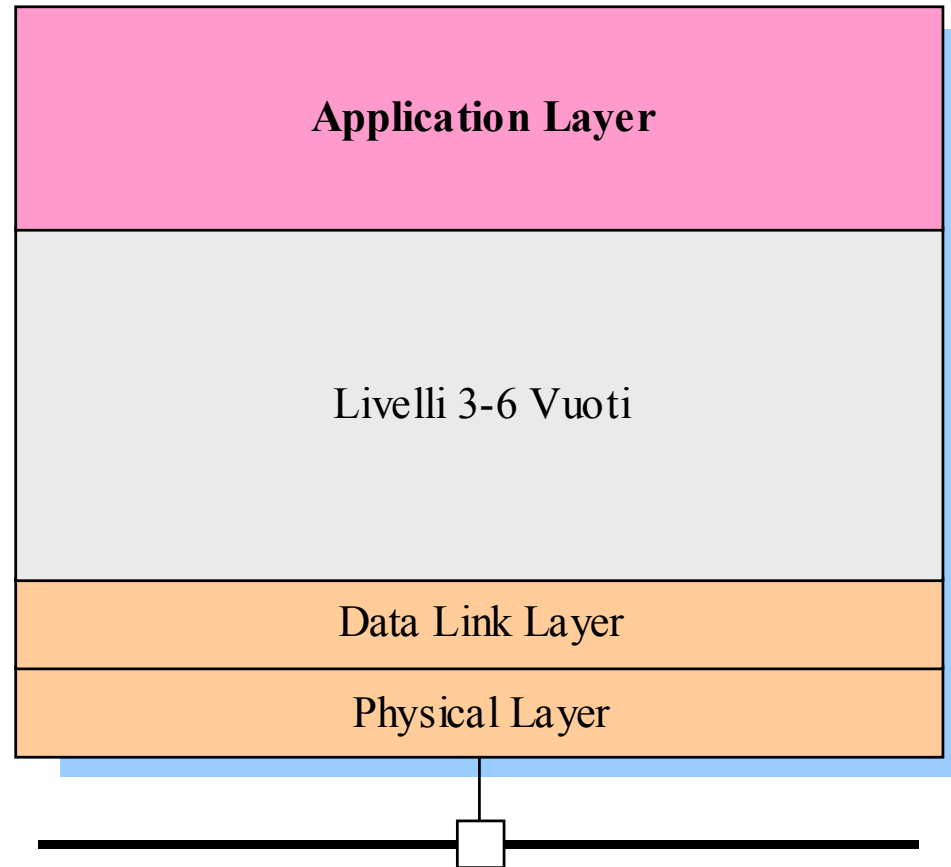 Application Layer
Livelli 3-6 Vuoti
Data Link Layer
Physical Layer